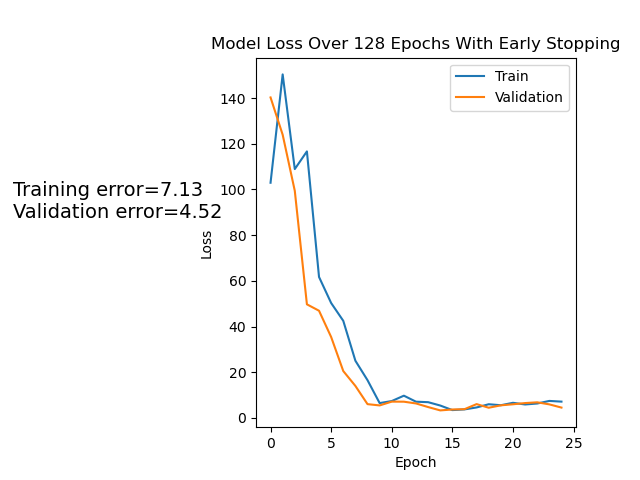 Model Loss Over 128 Epochs With Early Stopping
Train
Validation
Training error=7.13
Validation error=4.52
Loss
140
120
100
80
60
40
20
0
0 5 10 15 20 25
Epoch